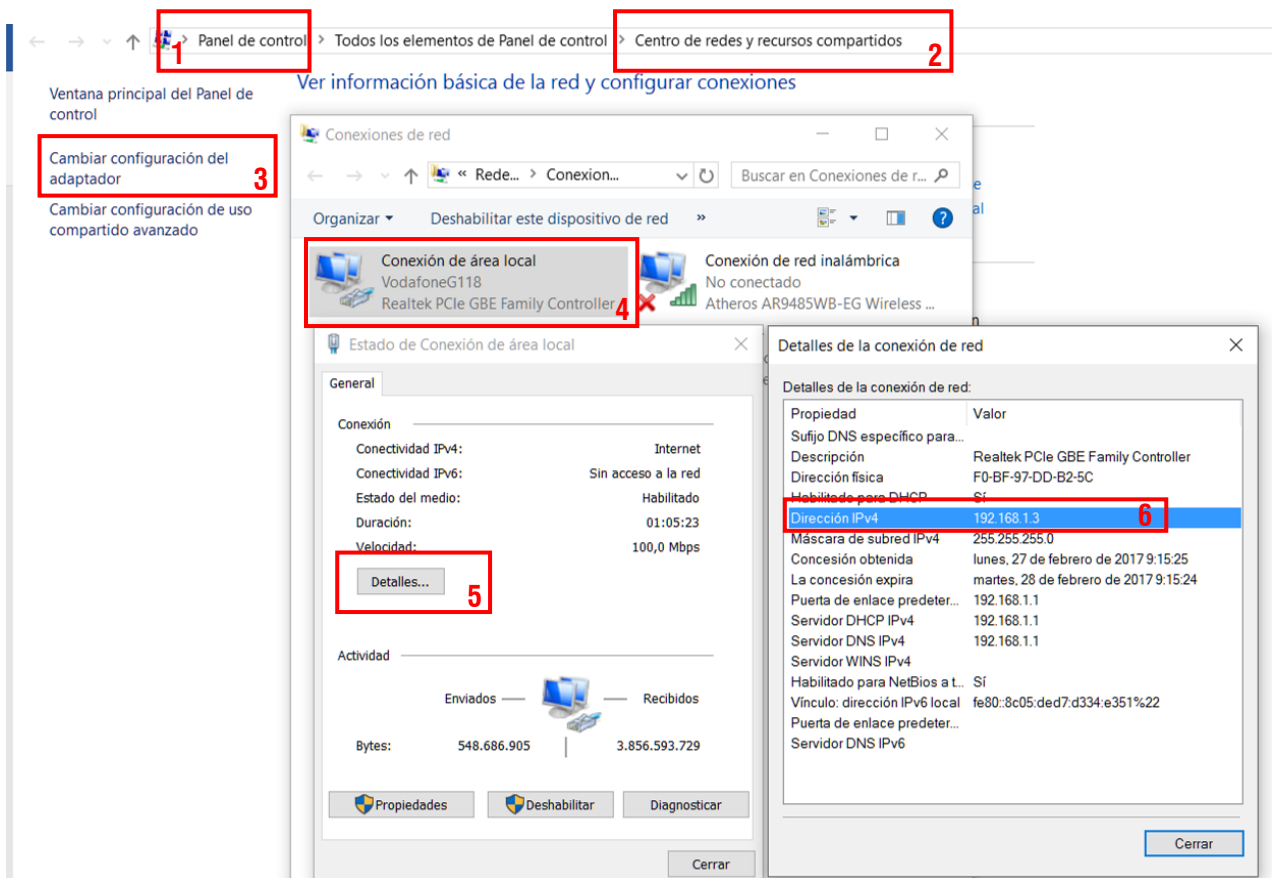 1 Panel de control > Todos los elementos de Panel de control > Centro de redes y recursos compartidos 2
Ver información básica de la red y configurar conexiones
Ventana principal del Panel de
control
Cambiar configuración del
adaptador 3
Cambiar configuración de uso
compartido avanzado
Conexiones de red
« Rede... > Conexion...
Buscar en Conexiones de r...
Organizar
Deshabilitar este dispositivo de red »
Conexión de área local
VodafoneG118
Realtek PCIe GBE Family Controller 4
Conexión de red inalámbrica
No conectado
Atheros AR9485WB-EG Wireless ...
Estado de Conexión de área local
General
Conexión
Conectividad IPv4: Internet
Conectividad IPv6: Sin acceso a la red
Estado del medio: Habilitado
Duración: 01:05:23
Velocidad: 100,0 Mbps
Detalles... 5
Actividad
Enviados — Recibidos
Bytes: 548.686.905 3.856.593.729
Propiedades Deshabilitar Diagnosticar
Cerrar
Detalles de la conexión de red
Detalles de la conexión de red:
Propiedad Valor
Sufijo DNS específico para...
Descripción Realtek PCIe GBE Family Controller
Dirección física F0-BF-97-DD-B2-5C
Habilitado para DHCP Sí
Dirección IPv4 192.168.1.3 6
Máscara de subred IPv4 255.255.255.0
Concesión obtenida lunes, 27 de febrero de 2017 9:15:25
La concesión expira martes, 28 de febrero de 2017 9:15:24
Puerta de enlace predeter... 192.168.1.1
Servidor DHCP IPv4 192.168.1.1
Servidor DNS IPv4 192.168.1.1
Servidor WINS IPv4
Habilitado para NetBios a t... Sí
Vínculo: dirección IPv6 local fe80::8c05:ded7:d334:e351%22
Puerta de enlace predeter...
Servidor DNS IPv6
Cerrar